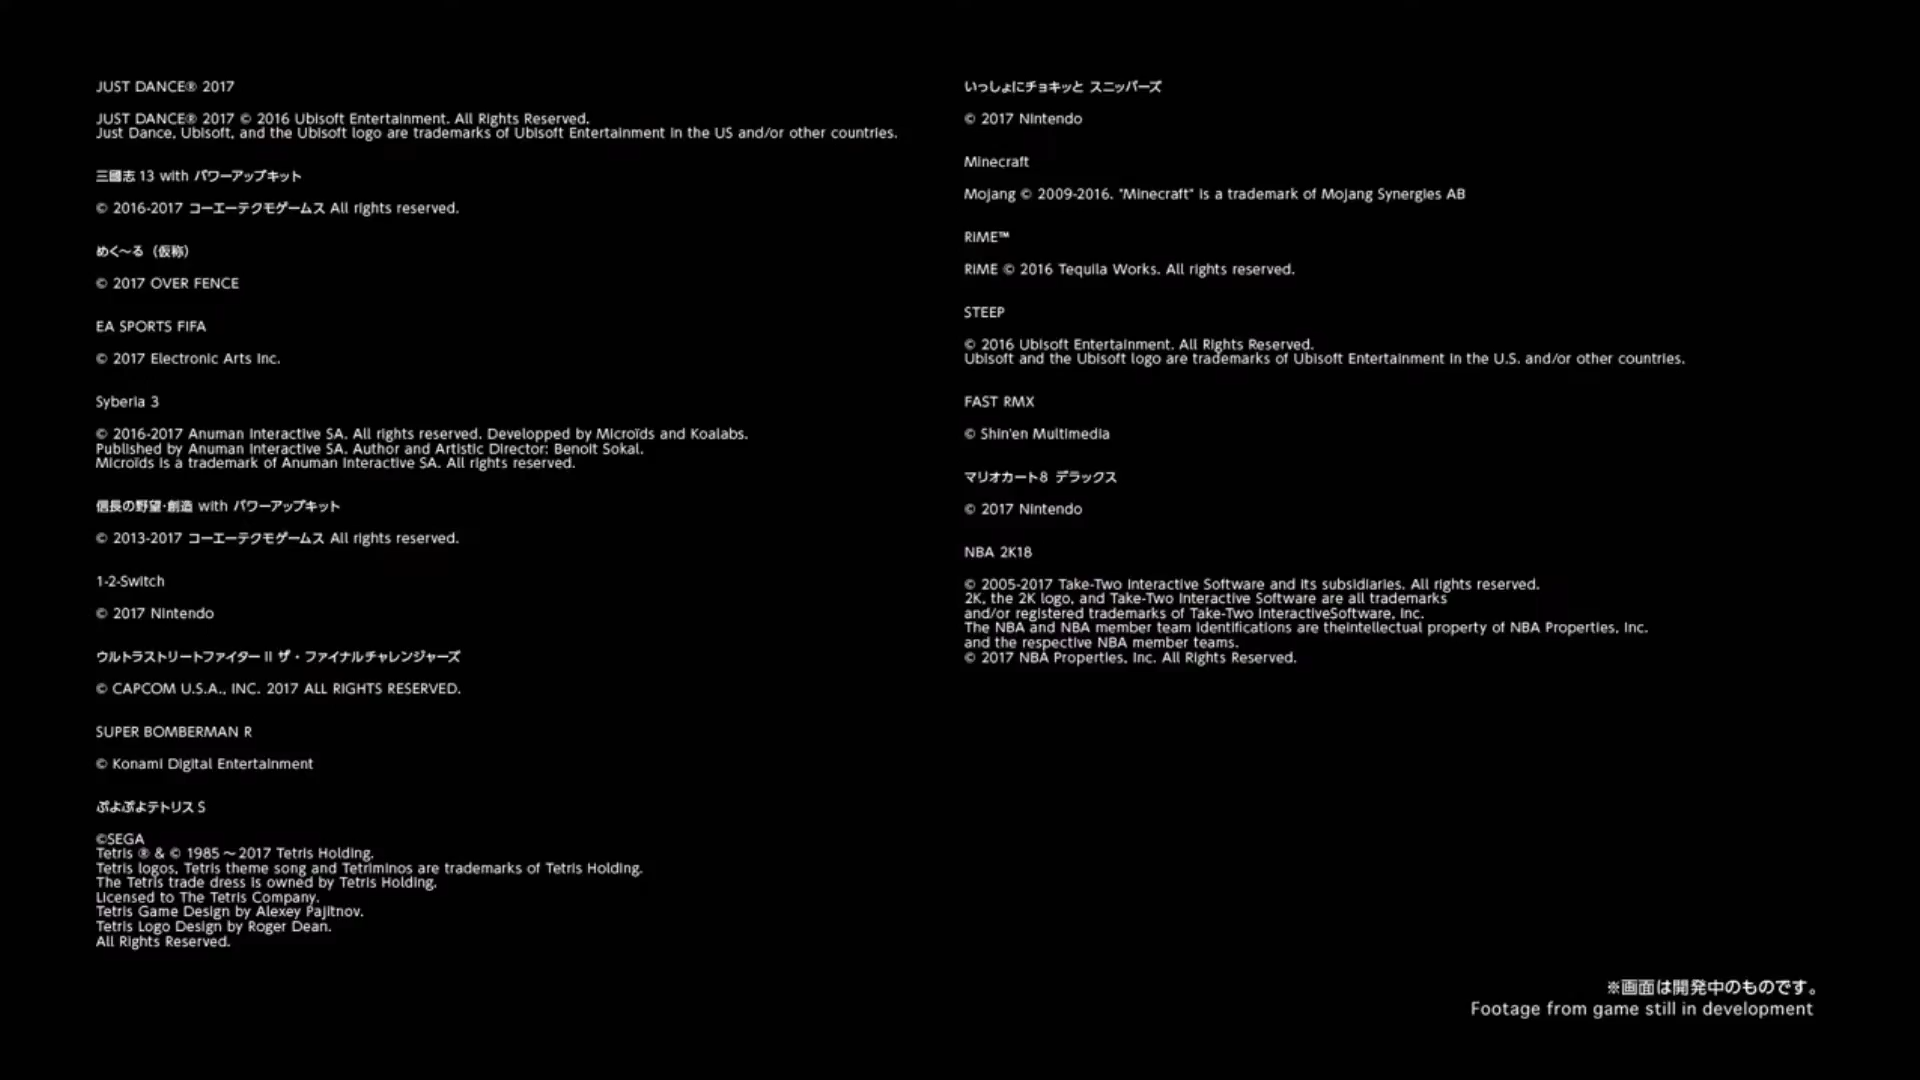 JUST DANCE® 2017
JUST DANCE® 2017 © 2016 Ubisoft Entertainment. All Rights Reserved.
Just Dance, Ubisoft, and the Ubisoft logo are trademarks of Ubisoft Entertainment in the US and/or other countries.
三國志 13 with パワーアップキット
© 2016-2017 コーエーテクモゲームス All rights reserved.
めく～る（仮称）
© 2017 OVER FENCE
EA SPORTS FIFA
© 2017 Electronic Arts Inc.
Syberia 3
© 2016-2017 Anuman Interactive SA. All rights reserved. Developped by Microïds and Koalabs.
Published by Anuman Interactive SA. Author and Artistic Director: Benoit Sokal.
Microïds is a trademark of Anuman Interactive SA. All rights reserved.
信長の野望･創造 with パワーアップキット
© 2013-2017 コーエーテクモゲームス All rights reserved.
1-2-Switch
© 2017 Nintendo
ウルトラストリートファイター II ザ・ファイナルチャレンジャーズ
© CAPCOM U.S.A., INC. 2017 ALL RIGHTS RESERVED.
SUPER BOMBERMAN R
© Konami Digital Entertainment
ぷよぷよテトリス S
©SEGA
Tetris ® & © 1985～2017 Tetris Holding.
Tetris logos, Tetris theme song and Tetriminos are trademarks of Tetris Holding.
The Tetris trade dress is owned by Tetris Holding.
Licensed to The Tetris Company.
Tetris Game Design by Alexey Pajitnov.
Tetris Logo Design by Roger Dean.
All Rights Reserved.
いっしょにチョキッと スニッパーズ
© 2017 Nintendo
Minecraft
Mojang © 2009-2016. "Minecraft" is a trademark of Mojang Synergies AB
RIME™
RIME © 2016 Tequila Works. All rights reserved.
STEEP
© 2016 Ubisoft Entertainment. All Rights Reserved.
Ubisoft and the Ubisoft logo are trademarks of Ubisoft Entertainment in the U.S. and/or other countries.
FAST RMX
© Shin'en Multimedia
マリオカート8 デラックス
© 2017 Nintendo
NBA 2K18
© 2005-2017 Take-Two Interactive Software and its subsidiaries. All rights reserved.
2K, the 2K logo, and Take-Two Interactive Software are all trademarks
and/or registered trademarks of Take-Two InteractiveSoftware, Inc.
The NBA and NBA member team identifications are theintellectual property of NBA Properties, Inc.
and the respective NBA member teams.
© 2017 NBA Properties, Inc. All Rights Reserved.
※画面は開発中のものです。
Footage from game still in development